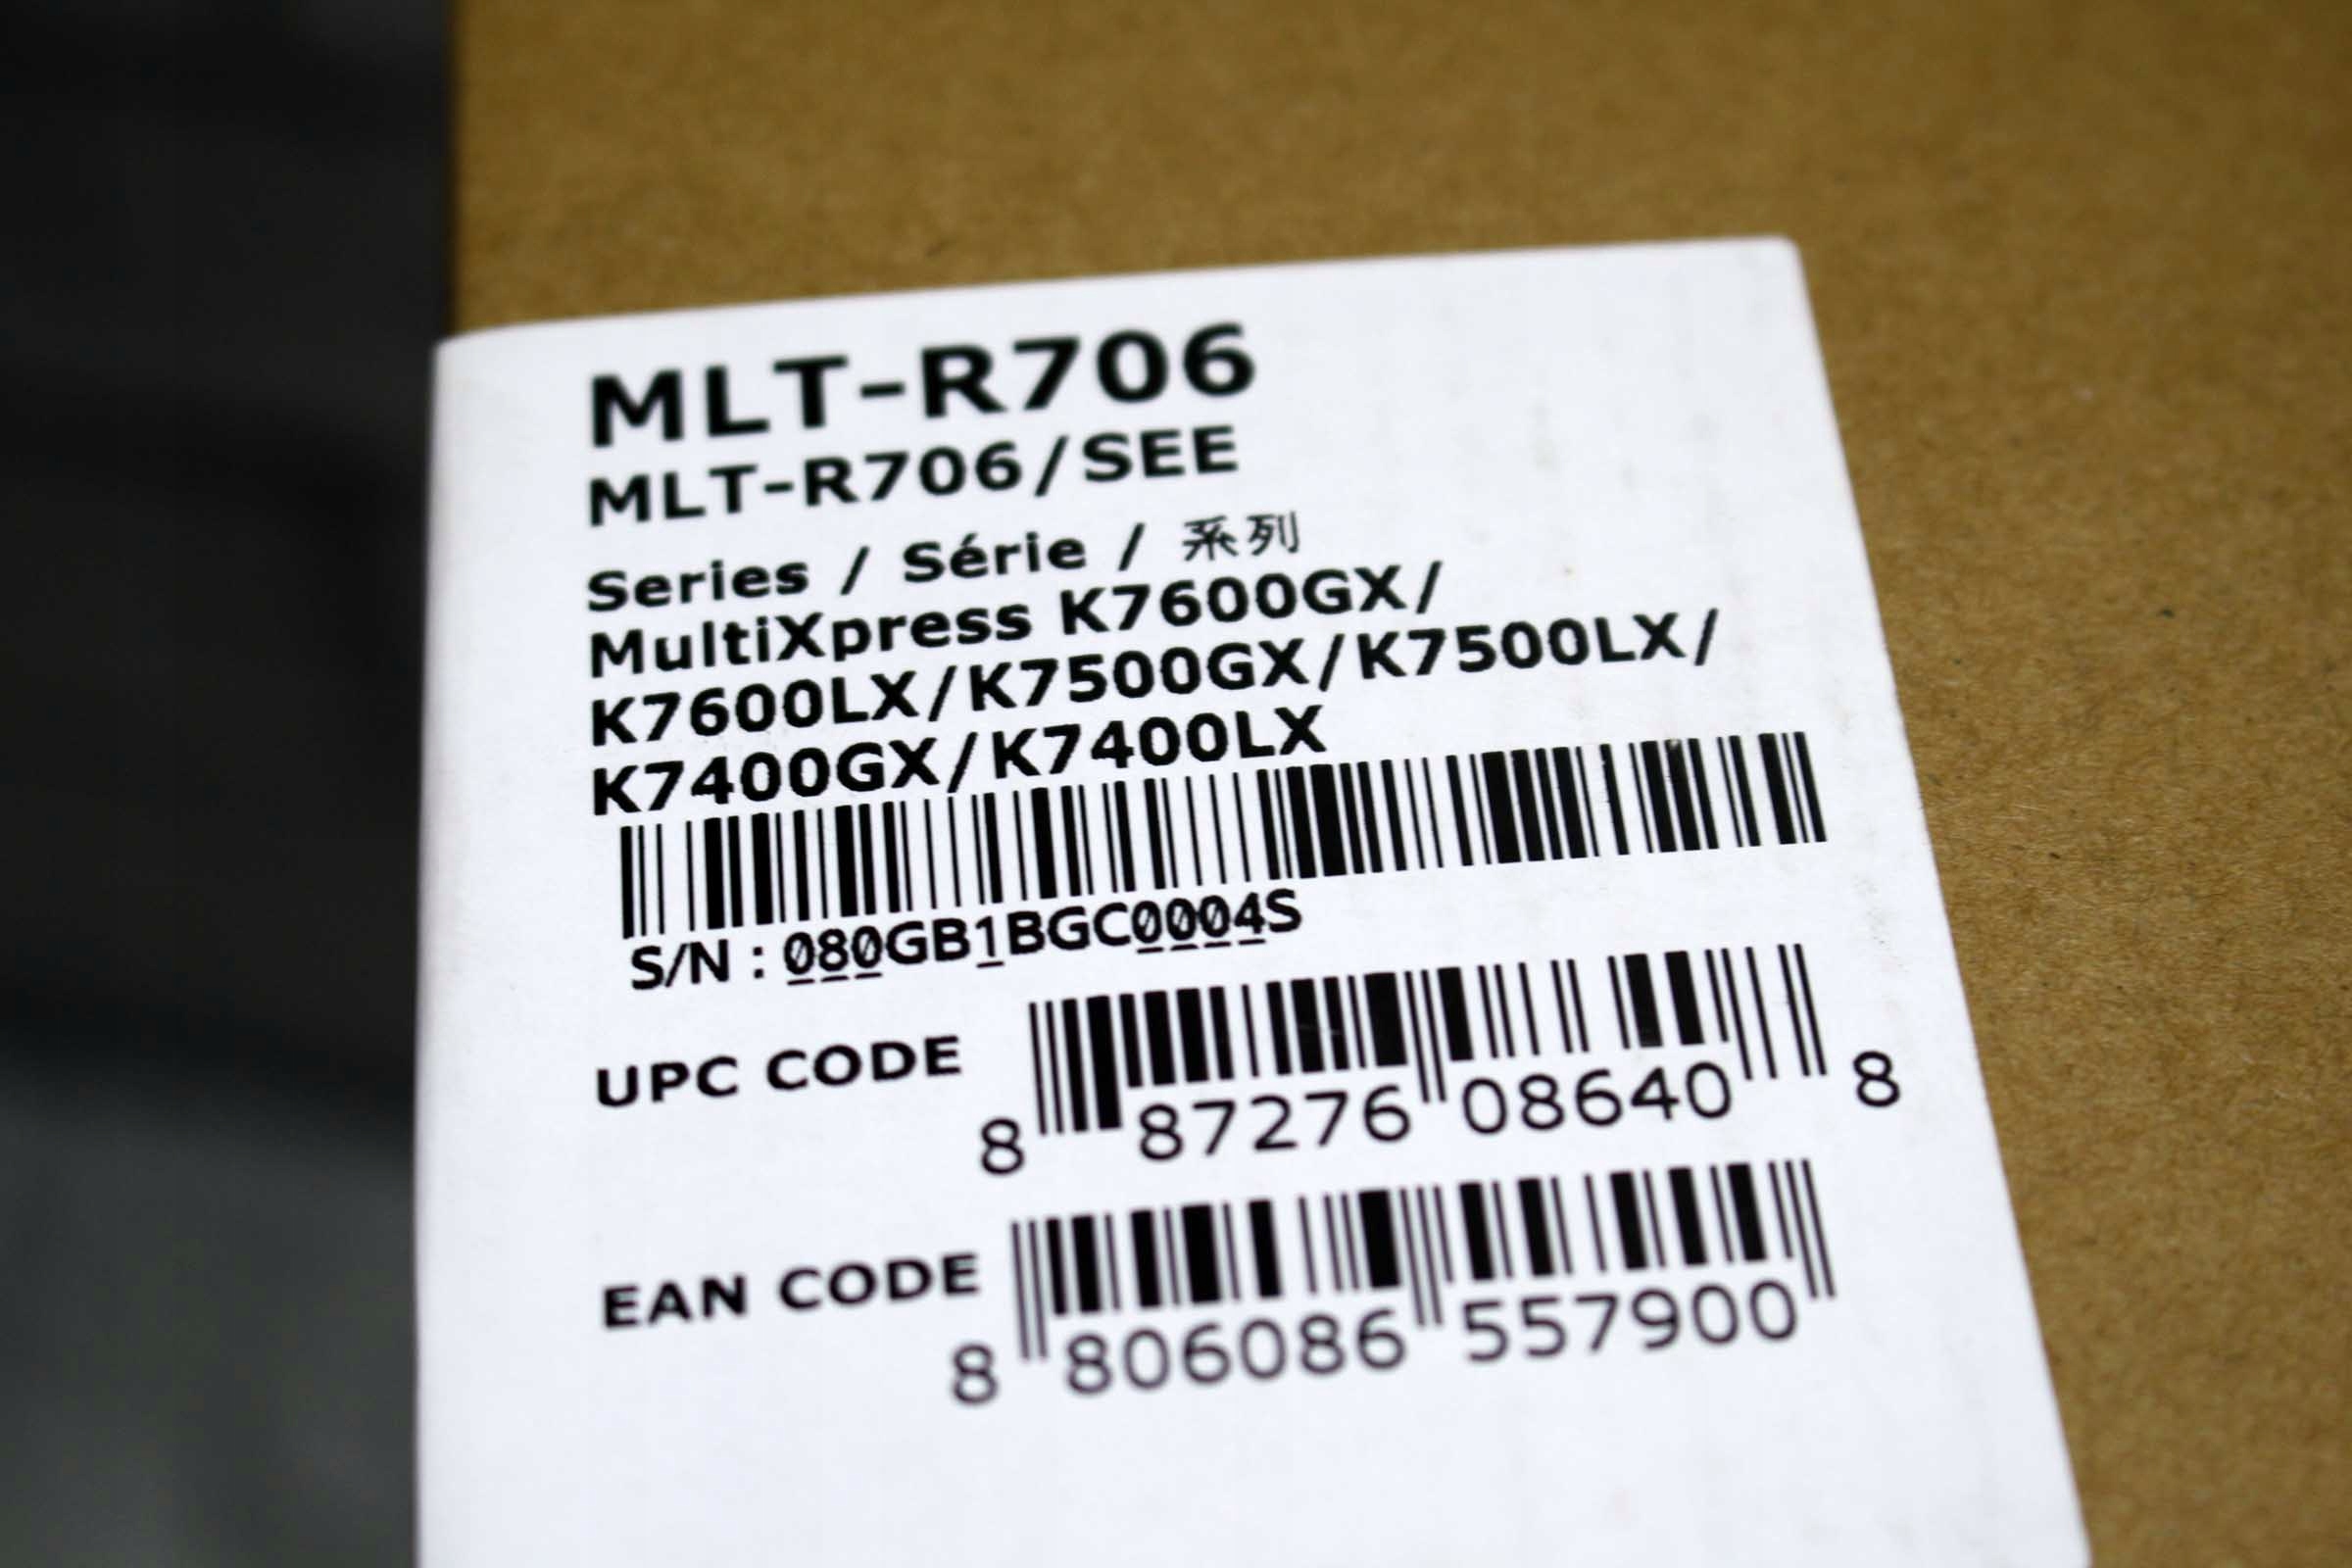 MLT-R706
MLT-R706/SEE
Series / Série / 系列
MultiXpress K7600GX/
K7600LX/K7500GX/K7500LX/
K7400GX/K7400LX
S/N : 080GB1BGC0004S
UPC CODE
8 87276 08640 8
EAN CODE
8 806086 557900